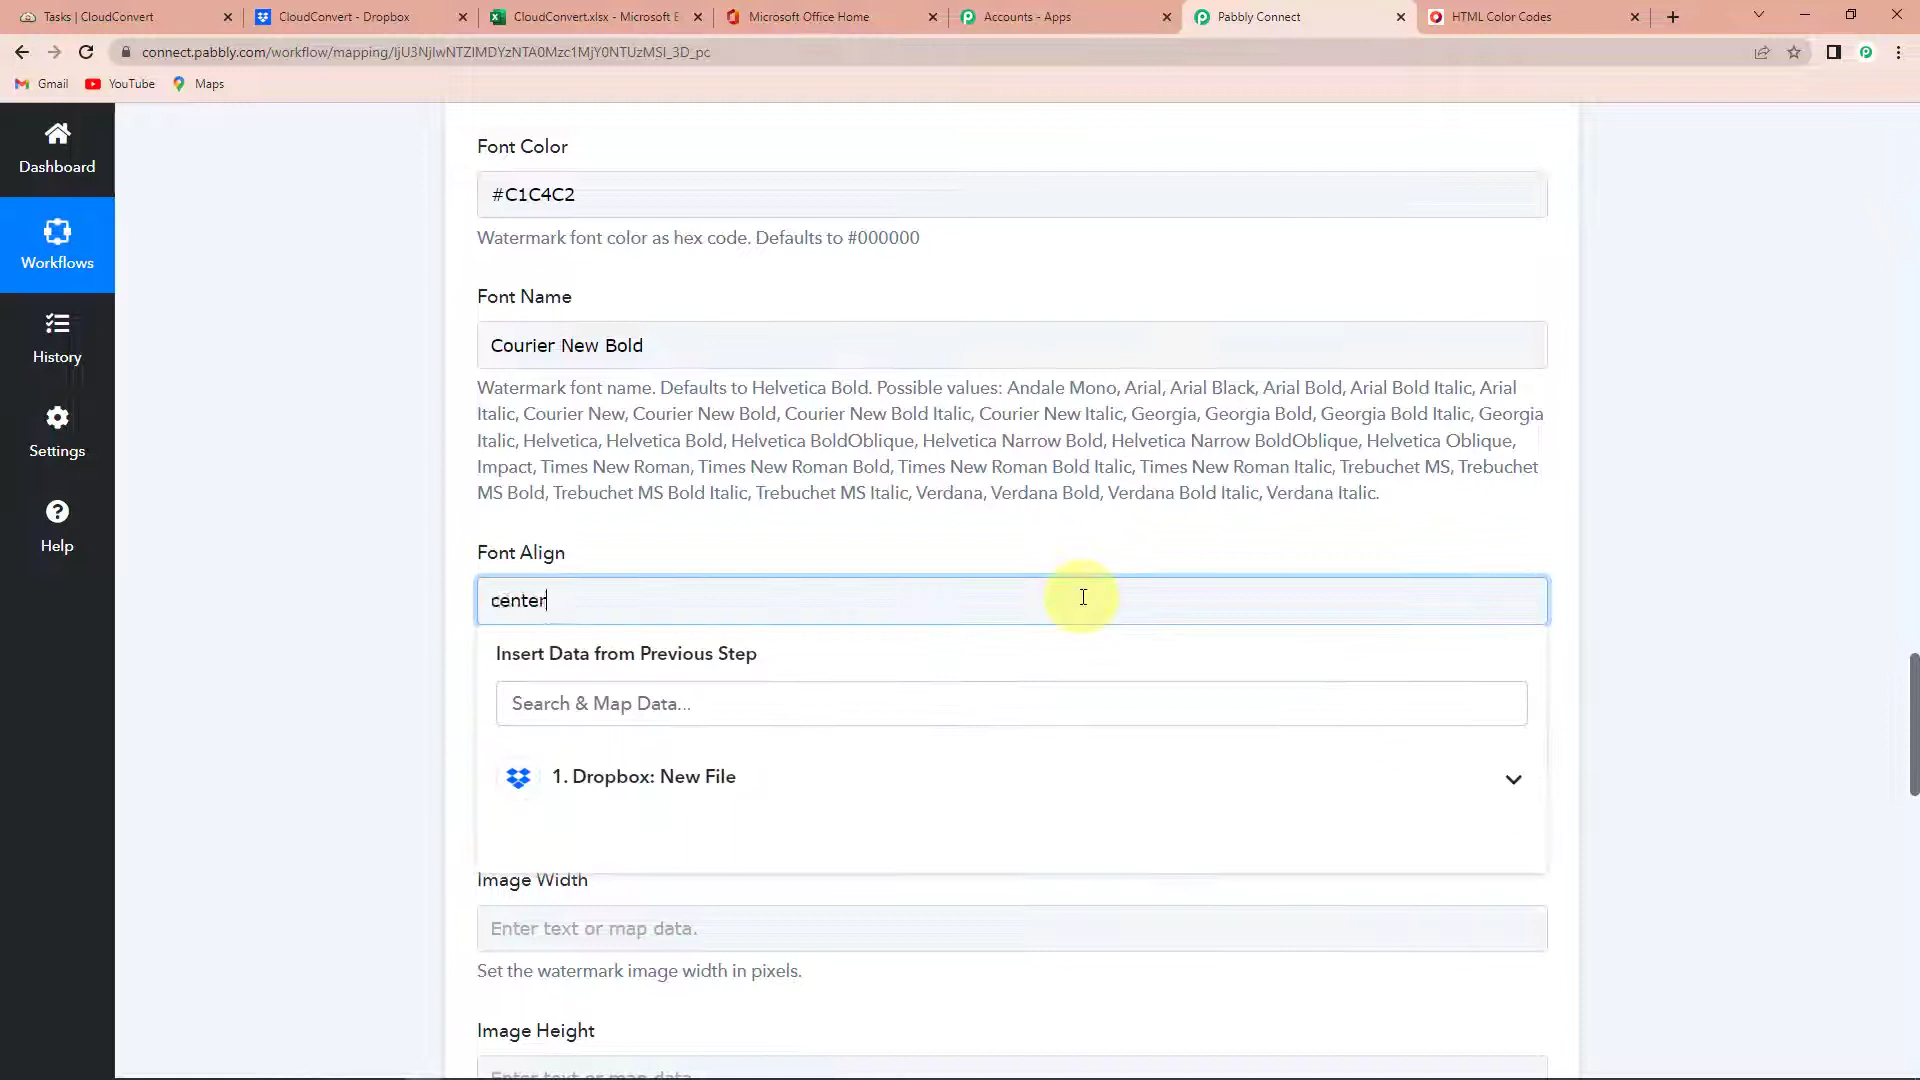 Tasks | CloudConvert
CloudConvert - Dropbox
CloudConvert.xlsx - Microsoft E
Microsoft Office Home
Accounts - Apps
Pabbly Connect
HTML Color Codes
connect.pabbly.com/workflow/mapping/IjU3NjIwNTZlMDYzNTA0Mzc1MjY0NTUzMSI_3D_pc
Gmail
YouTube
Maps
Dashboard
Workflows
History
Settings
Help
Font Color
#C1C4C2
Watermark font color as hex code. Defaults to #000000
Font Name
Courier New Bold
Watermark font name. Defaults to Helvetica Bold. Possible values: Andale Mono, Arial, Arial Black, Arial Bold, Arial Bold Italic, Arial
Italic, Courier New, Courier New Bold, Courier New Bold Italic, Courier New Italic, Georgia, Georgia Bold, Georgia Bold Italic, Georgia
Italic, Helvetica, Helvetica Bold, Helvetica BoldOblique, Helvetica Narrow Bold, Helvetica Narrow BoldOblique, Helvetica Oblique,
Impact, Times New Roman, Times New Roman Bold, Times New Roman Bold Italic, Times New Roman Italic, Trebuchet MS, Trebuchet
MS Bold, Trebuchet MS Bold Italic, Trebuchet MS Italic, Verdana, Verdana Bold, Verdana Bold Italic, Verdana Italic.
Font Align
center
Insert Data from Previous Step
Search & Map Data...
1. Dropbox: New File
Image Width
Enter text or map data.
Set the watermark image width in pixels.
Image Height
Enter text or map data.